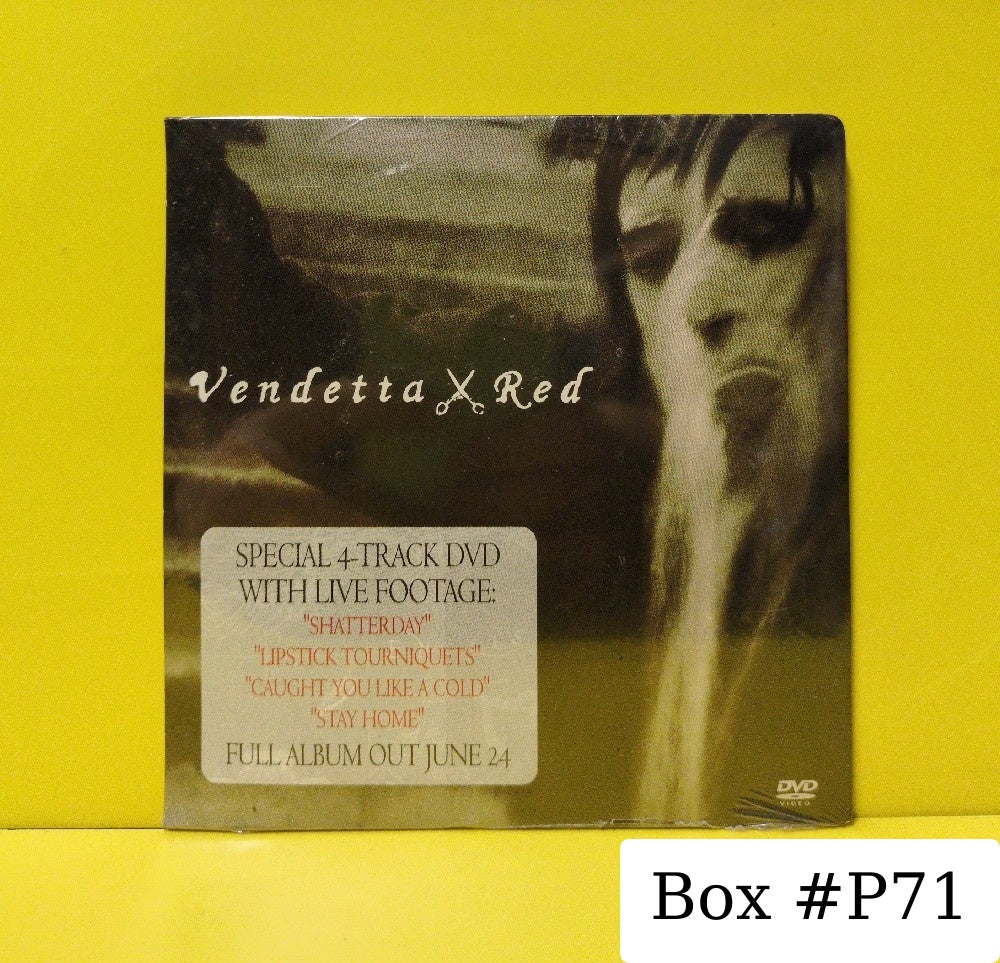 Vendetta Red
SPECIAL 4-TRACK DVD
WITH LIVE FOOTAGE:
"SHATTERDAY"
"LIPSTICK TOURNIQUETS"
"CAUGHT YOU LIKE A COLD"
"STAY HOME"
FULL ALBUM OUT JUNE 24
DVD
VIDEO
Box #P71